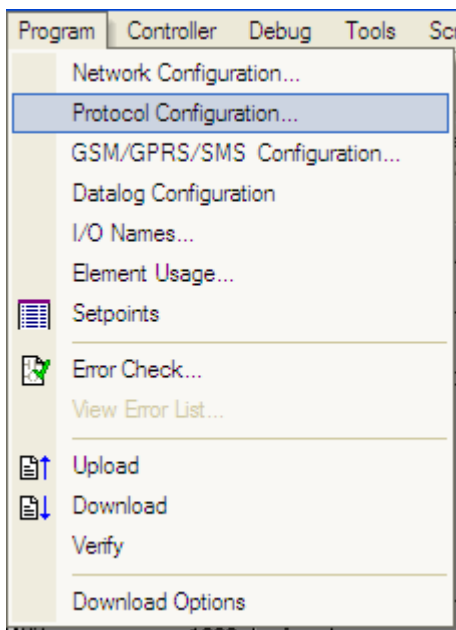 Program Controller Debug Tools Sc
Network Configuration...
Protocol Configuration...
GSM/GPRS/SMS Configuration...
Datalog Configuration
I/O Names...
Element Usage...
Setpoints
Error Check...
View Error List...
Upload
Download
Verify
Download Options